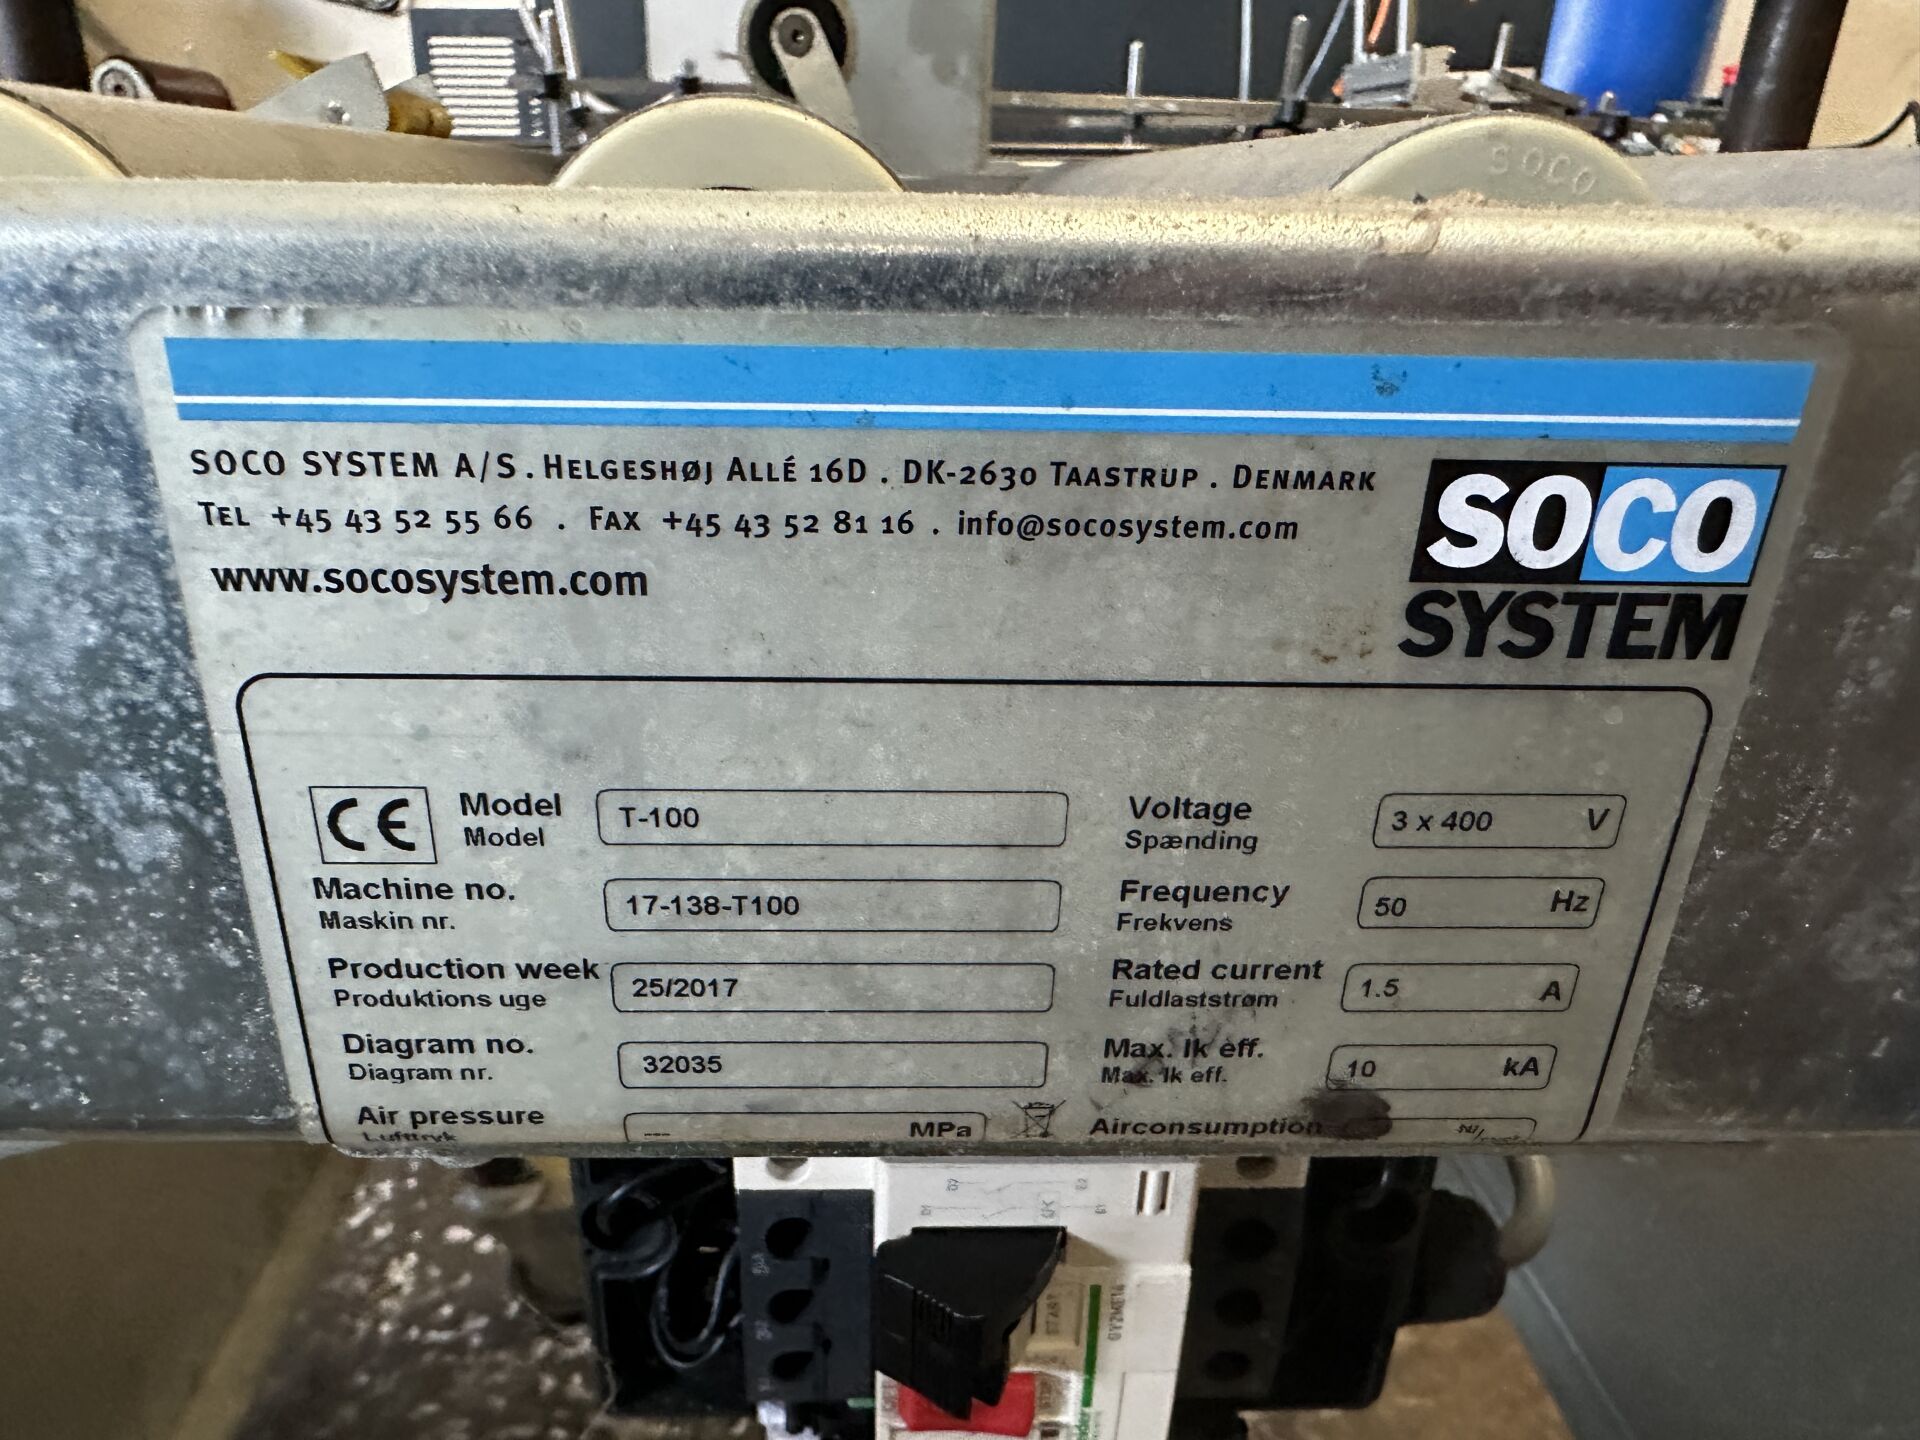 SOCO
SOCO SYSTEM A/S . HELGESHØJ ALLÉ 16D . DK-2630 TAASTRUP . DENMARK
TEL +45 43 52 55 66 . FAX +45 43 52 81 16 . info@socosystem.com
www.socosystem.com
SOCO
SYSTEM
CE
Model T-100 Voltage 3 x 400 V
Model Spænding
Machine no. 17-138-T100 Frequency 50 Hz
Maskin nr. Frekvens
Production week 25/2017 Rated current 1.5 A
Produktions uge Fuldlaststrøm
Diagram no. 32035 Max. Ik eff. 10 kA
Diagram nr. Max. Ik eff.
Air pressure --- MPa Airconsumption
Lufttryk
START
GV2ME16